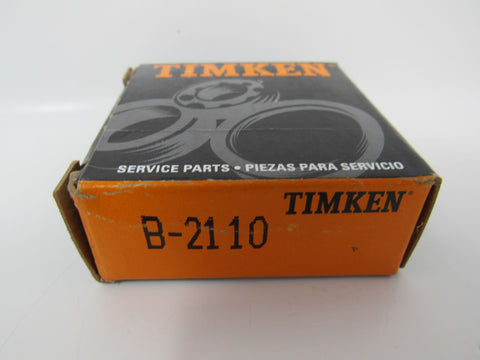 TIMKEN
SERVICE PARTS • PIEZAS PARA SERVICIO
TIMKEN®
B-2110